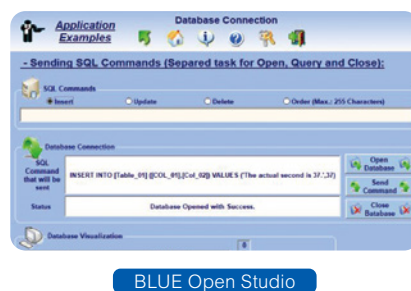 Application
Examples
Database Connection
- Sending SQL Commands (Separed task for Open, Query and Close):
SQL Commands
Insert Update Delete Order (Max.: 255 Characters)
Database Connection
SQL
Command
that will be
sent
INSERT INTO [Table_01] ([COL_01],[Col_02]) VALUES ('The actual second is 37.',37)
Open
Database
Send
Command
Status
Database Opened with Success.
Close
Database
Database Visualization
0
BLUE Open Studio